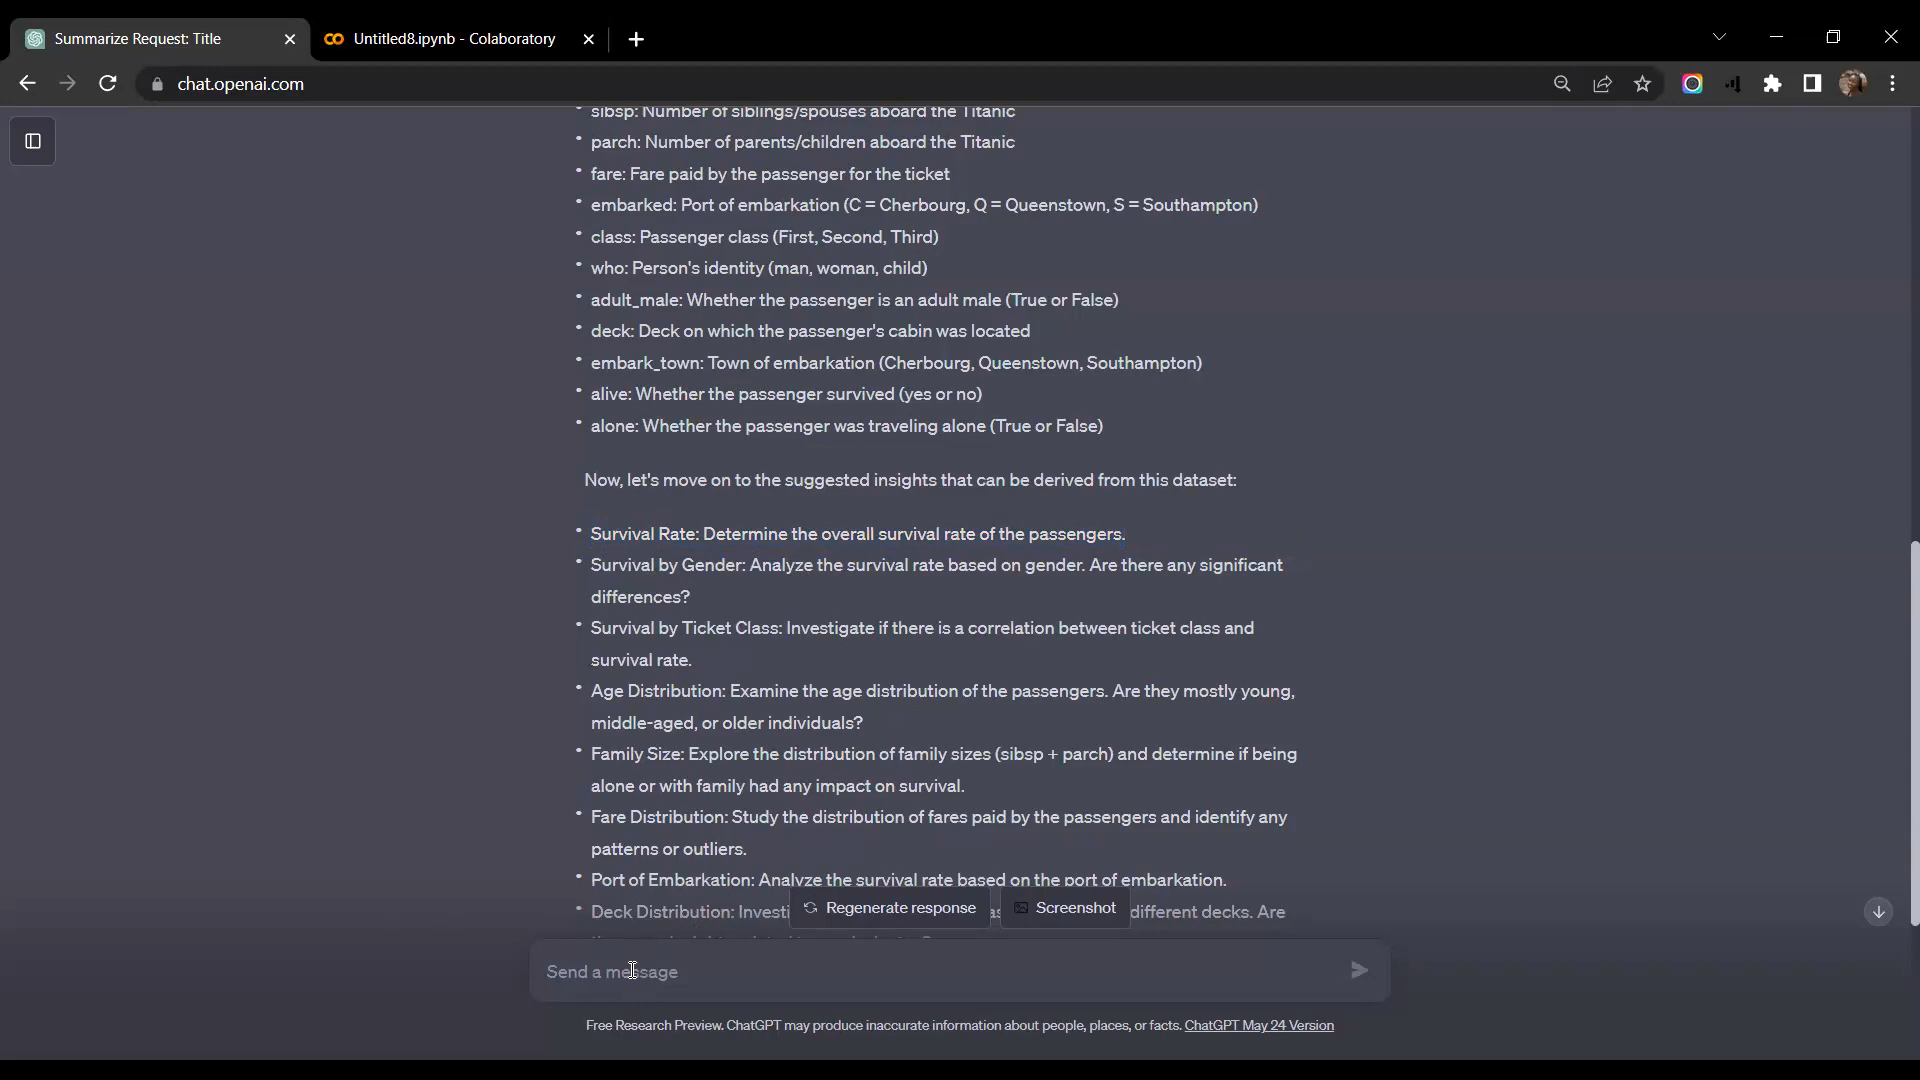 Summarize Request: Title
Untitled8.ipynb - Colaboratory
chat.openai.com
sibsp: Number of siblings/spouses aboard the Titanic
parch: Number of parents/children aboard the Titanic
fare: Fare paid by the passenger for the ticket
embarked: Port of embarkation (C = Cherbourg, Q = Queenstown, S = Southampton)
class: Passenger class (First, Second, Third)
who: Person's identity (man, woman, child)
adult_male: Whether the passenger is an adult male (True or False)
deck: Deck on which the passenger's cabin was located
embark_town: Town of embarkation (Cherbourg, Queenstown, Southampton)
alive: Whether the passenger survived (yes or no)
alone: Whether the passenger was traveling alone (True or False)
Now, let's move on to the suggested insights that can be derived from this dataset:
Survival Rate: Determine the overall survival rate of the passengers.
Survival by Gender: Analyze the survival rate based on gender. Are there any significant
differences?
Survival by Ticket Class: Investigate if there is a correlation between ticket class and
survival rate.
Age Distribution: Examine the age distribution of the passengers. Are they mostly young,
middle-aged, or older individuals?
Family Size: Explore the distribution of family sizes (sibsp + parch) and determine if being
alone or with family had any impact on survival.
Fare Distribution: Study the distribution of fares paid by the passengers and identify any
patterns or outliers.
Port of Embarkation: Analyze the survival rate based on the port of embarkation.
Deck Distribution: different decks. Are
Regenerate response
Screenshot
Send a message
Free Research Preview. ChatGPT may produce inaccurate information about people, places, or facts. ChatGPT May 24 Version